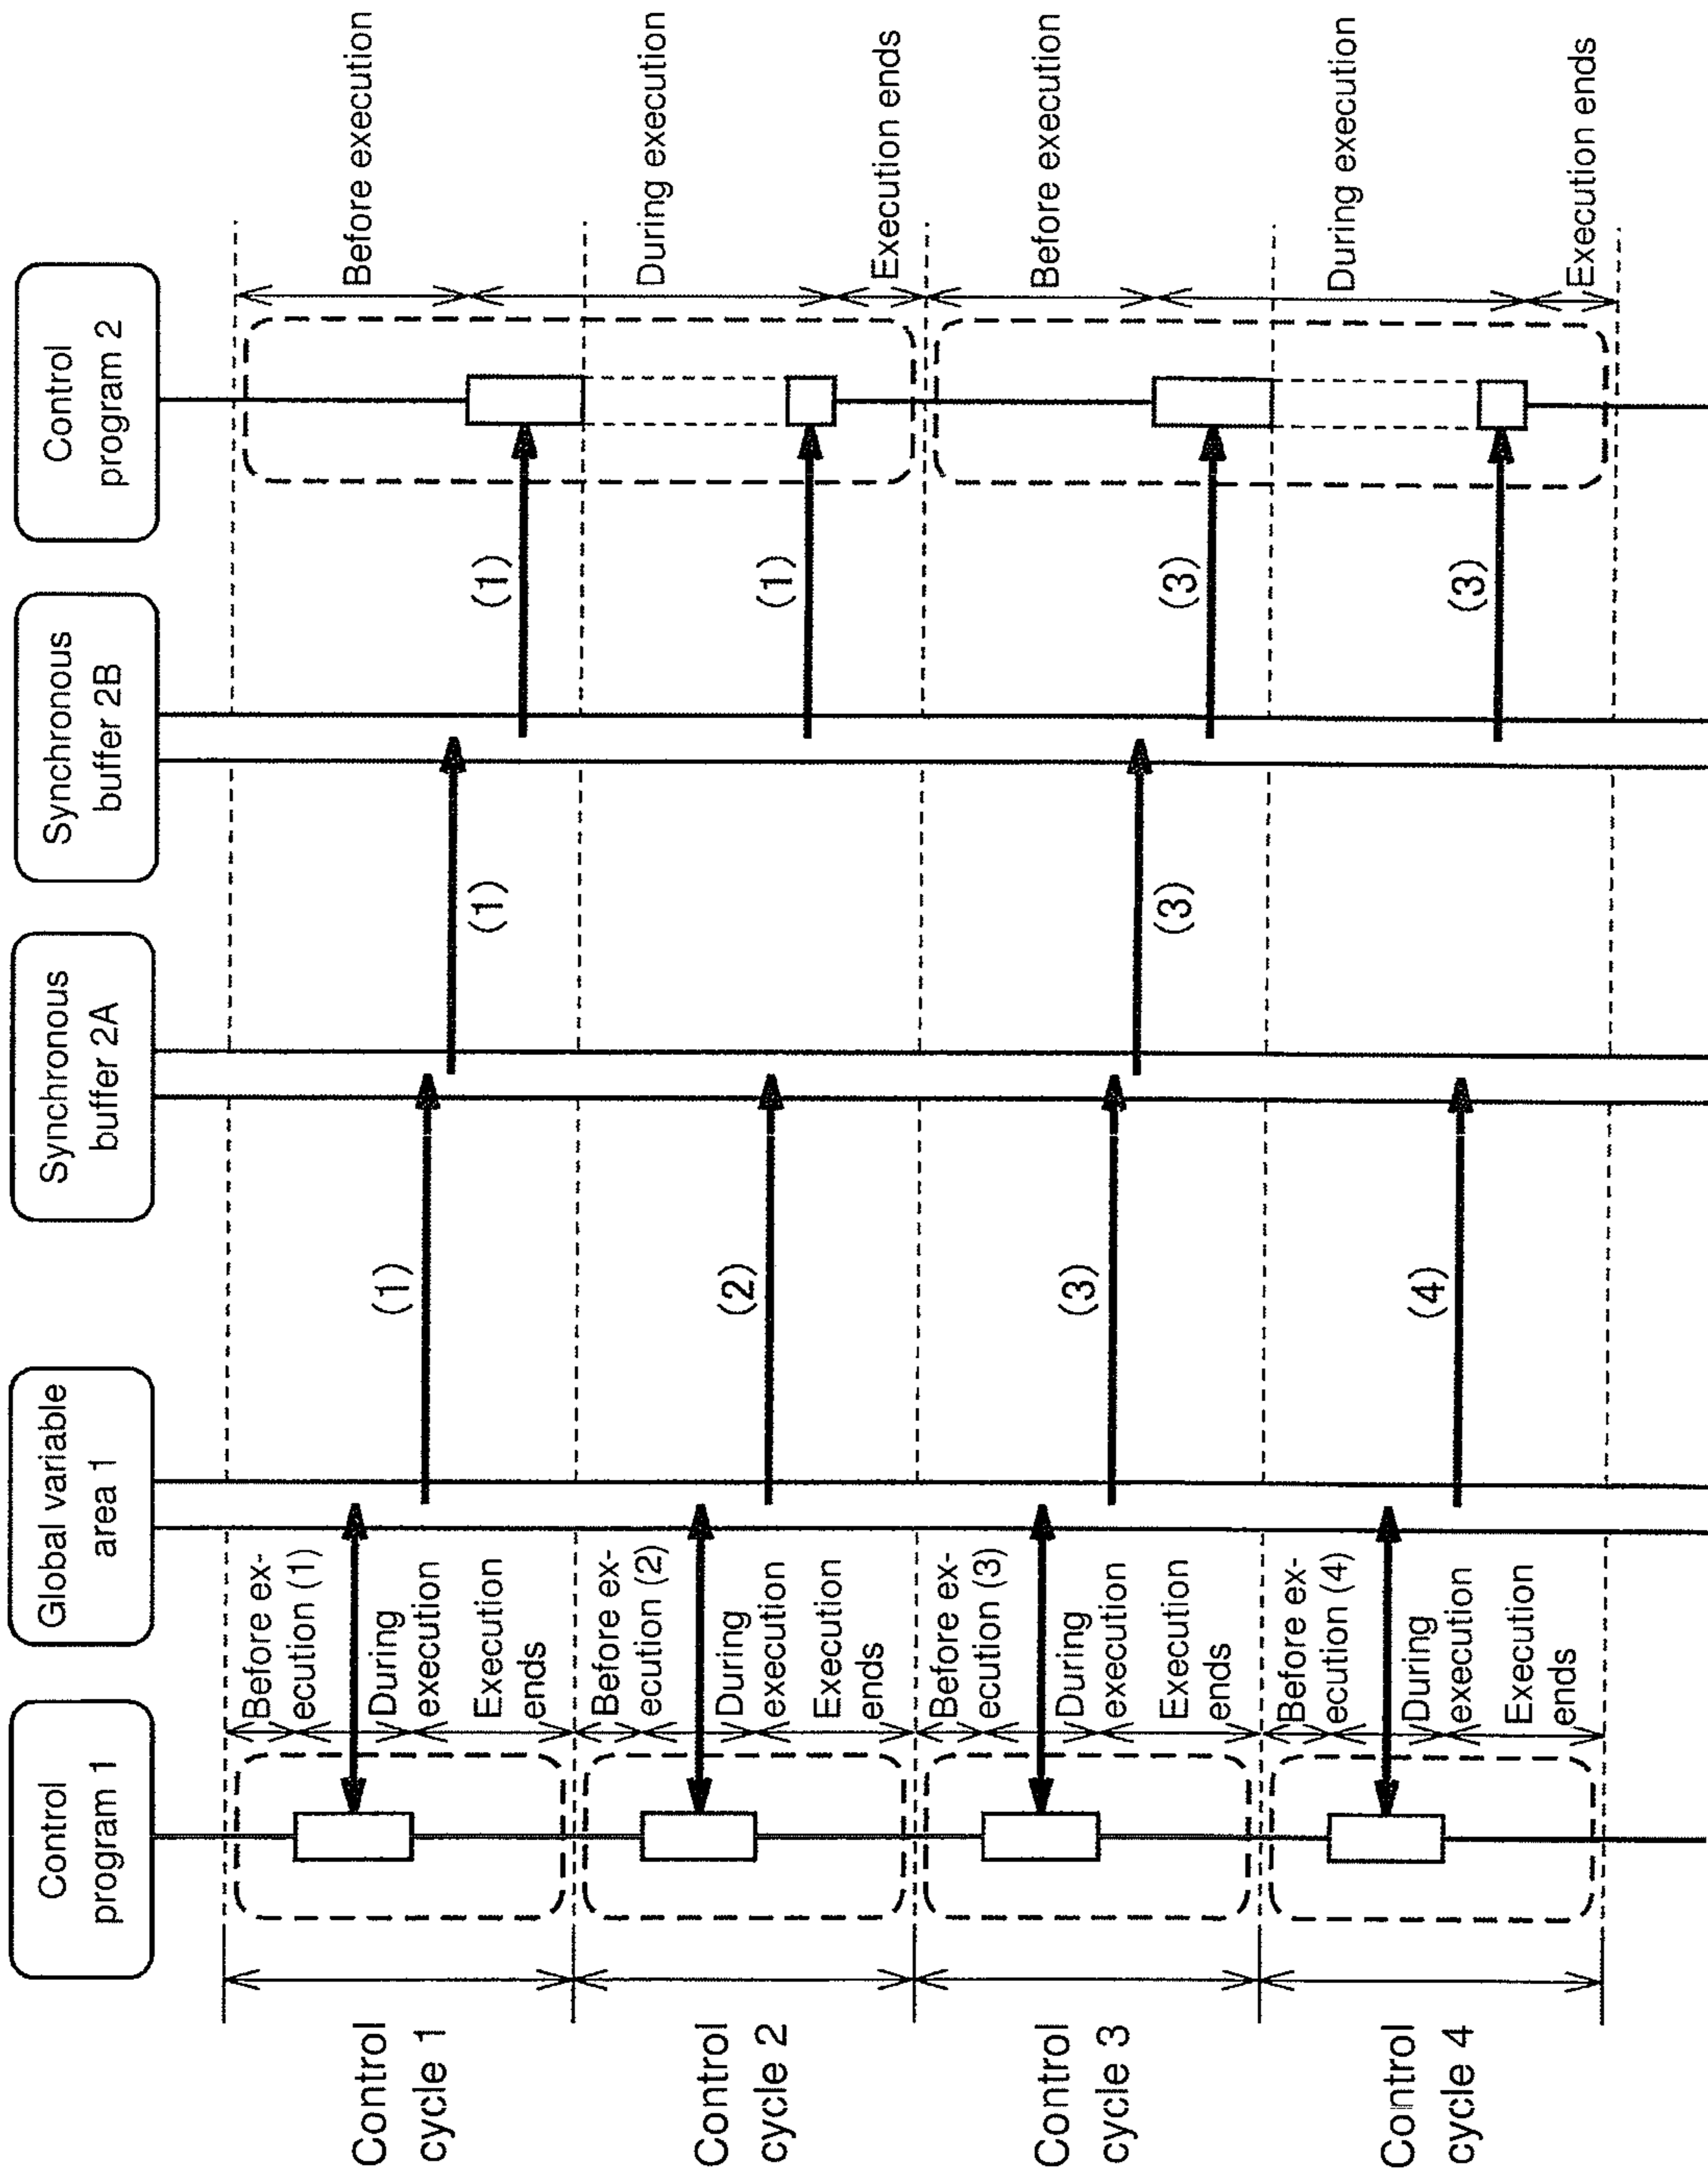 Control
program 1
Global variable
area 1
Synchronous
buffer 2A
Synchronous
buffer 2B
Control
program 2
Control
cycle 1
Before ex-
ecution (1)
During
execution
Execution
ends
(1)
(1)
(1)
Before execution
Control
cycle 2
Before ex-
ecution (2)
During
execution
Execution
ends
(2)
(1)
During execution
Execution ends
Control
cycle 3
Before ex-
ecution (3)
During
execution
Execution
ends
(3)
(3)
(3)
Before execution
Control
cycle 4
Before ex-
ecution (4)
During
execution
Execution
ends
(4)
(3)
During execution
Execution ends